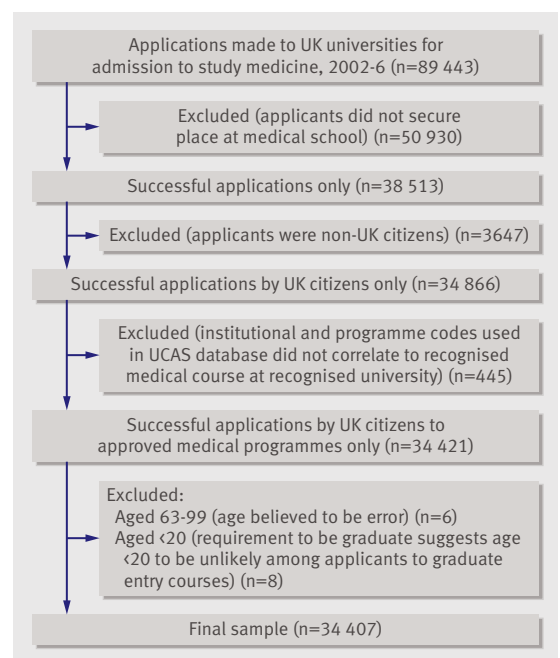 Applications made to UK universities for
admission to study medicine, 2002-6 (n=89 443)
Excluded (applicants did not secure
place at medical school) (n=50 930)
Successful applications only (n=38 513)
Excluded (applicants were non-UK citizens) (n=3647)
Successful applications by UK citizens only (n=34 866)
Excluded (institutional and programme codes used
in UCAS database did not correlate to recognised
medical course at recognised university) (n=445)
Successful applications by UK citizens to
approved medical programmes only (n=34 421)
Excluded:
Aged 63-99 (age believed to be error) (n=6)
Aged <20 (requirement to be graduate suggests age
<20 to be unlikely among applicants to graduate
entry courses) (n=8)
Final sample (n=34 407)